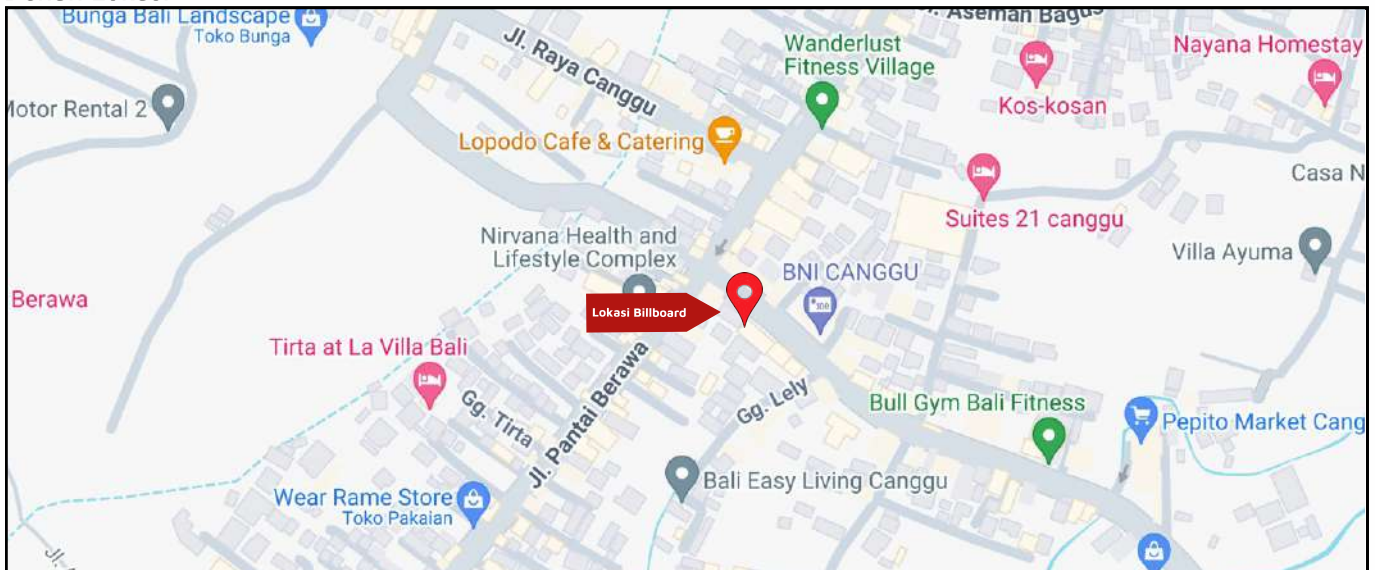 Bunga Bali Landscape
Toko Bunga
Jl. Raya Canggu
Wanderlust
Fitness Village
Aseman Bagus
Nayana Homestay
Kos-kosan
Motor Rental 2
Lopodo Cafe & Catering
Casa N
Suites 21 canggu
Nirvana Health and
Lifestyle Complex
BNI CANGGU
Villa Ayuma
Berawa
Lokasi Billboard
Tirta at La Villa Bali
Gg. Tirta
Jl. Pantai Berawa
Gg. Lely
Bull Gym Bali Fitness
Pepito Market Cang
Bali Easy Living Canggu
Wear Rame Store
Toko Pakaian
Jl.